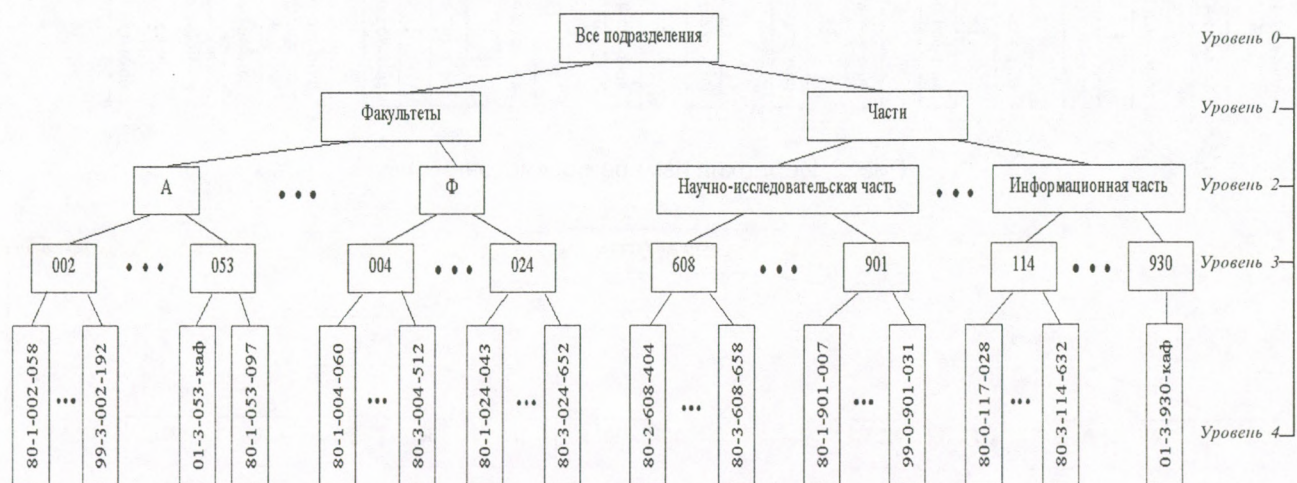 Все подразделения
Уровень 0
Факультеты
Части
Уровень 1
А
• • •
Ф
Научно-исследовательская часть
• • •
Информационная часть
Уровень 2
002
• • •
053
004
• • •
024
608
• • •
901
114
• • •
930
Уровень 3
80-1-002-058
•••
99-3-002-192
01-3-053-каф
80-1-053-097
80-1-004-060
•••
80-3-004-512
80-1-024-043
•••
80-3-024-652
80-2-608-404
•••
80-3-608-658
80-1-901-007
•••
99-0-901-031
80-0-117-028
•••
80-3-114-632
01-3-930-каф
Уровень 4